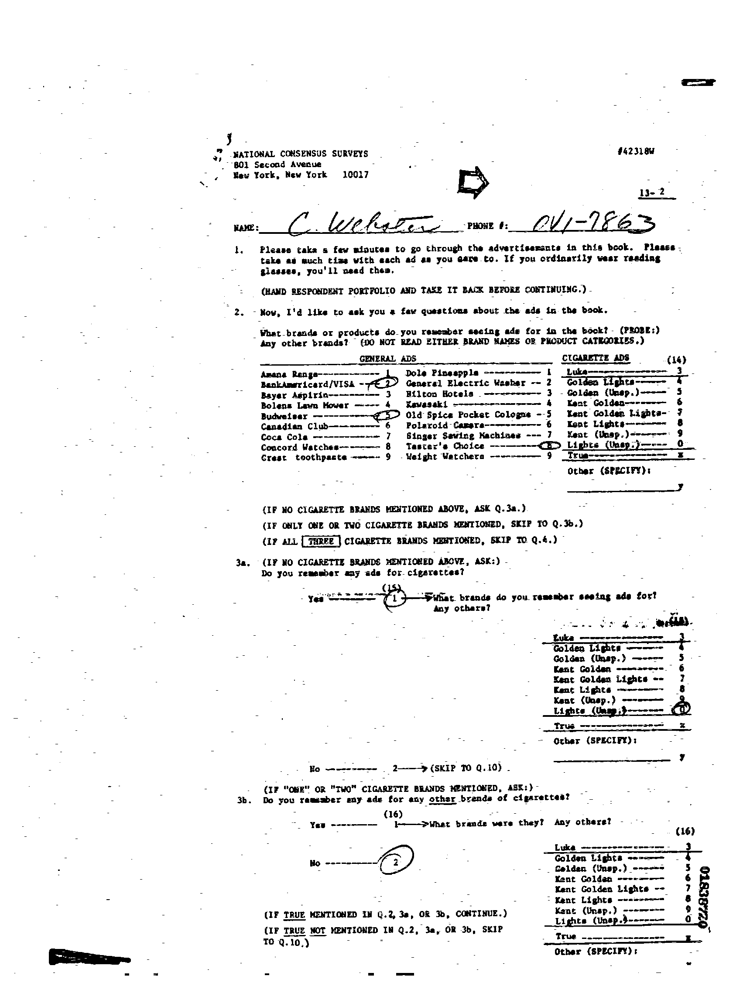 NATIONAL CONSENSUS SURVEYS #42318W
801 Second Avenue
New York, New York 10017
13- 2
NAME: C. Webster PHONE #: OV1-7863
1. Please take a few minutes to go through the advertisements in this book. Please
take as much time with each ad as you care to. If you ordinarily wear reading
glasses, you'll need them.
(HAND RESPONDENT PORTFOLIO AND TAKE IT BACK BEFORE CONTINUING.)
2. Now, I'd like to ask you a few questions about the ads in the book.
What brands or products do you remember seeing ads for in the book? (PROBE:)
Any other brands? (DO NOT READ EITHER BRAND NAMES OR PRODUCT CATEGORIES.)
GENERAL ADS CIGARETTE ADS (14)
Amana Range------------ 1 Dole Pineapple ------------ 1 Luke---------------- 3
BankAmericard/VISA ---- 2 General Electric Washer -- 2 Golden Lights------- 4
Bayer Aspirin---------- 3 Hilton Hotels ------------ 3 Golden (Unsp.)------ 5
Bolens Lawn Mower ----- 4 Kawasaki ----------------- 4 Kent Golden--------- 6
Budweiser ------------- 5 Old Spice Pocket Cologne - 5 Kent Golden Lights- 7
Canadian Club---------- 6 Polaroid Camera----------- 6 Kent Lights--------- 8
Coca Cola ------------- 7 Singer Sewing Machines --- 7 Kent (Unsp.)-------- 9
Concord Watches-------- 8 Taster's Choice ---------- 8 Lights (Unsp.)------ 0
Crest toothpaste ------ 9 Weight Watchers ---------- 9 True---------------- x
Other (SPECIFY):
y
(IF NO CIGARETTE BRANDS MENTIONED ABOVE, ASK Q.3a.)
(IF ONLY ONE OR TWO CIGARETTE BRANDS MENTIONED, SKIP TO Q.3b.)
(IF ALL THREE CIGARETTE BRANDS MENTIONED, SKIP TO Q.4.)
3a. (IF NO CIGARETTE BRANDS MENTIONED ABOVE, ASK:)
Do you remember any ads for cigarettes?
(15)
Yes --------- 1 What brands do you remember seeing ads for?
Any others?
Luke ---------------- 3
Golden Lights ------- 4
Golden (Unsp.) ------ 5
Kent Golden --------- 6
Kent Golden Lights -- 7
Kent Lights --------- 8
Kent (Unsp.) -------- 9
Lights (Unsp.)------- 0
True ---------------- x
Other (SPECIFY):
y
No --------- 2 (SKIP TO Q.10)
(IF "ONE" OR "TWO" CIGARETTE BRANDS MENTIONED, ASK:)
3b. Do you remember any ads for any other brands of cigarettes?
(16)
Yes -------- 1 What brands were they? Any others?
(16)
Luke ---------------- 3
No --------- 2 Golden Lights ------- 4
Golden (Unsp.) ------ 5
Kent Golden --------- 6
Kent Golden Lights -- 7
Kent Lights --------- 8
(IF TRUE MENTIONED IN Q.2, 3a, OR 3b, CONTINUE.) Kent (Unsp.) -------- 9
Lights (Unsp.)------- 0
(IF TRUE NOT MENTIONED IN Q.2, 3a, OR 3b, SKIP
TO Q.10.) True ---------------- x
Other (SPECIFY):
01838720